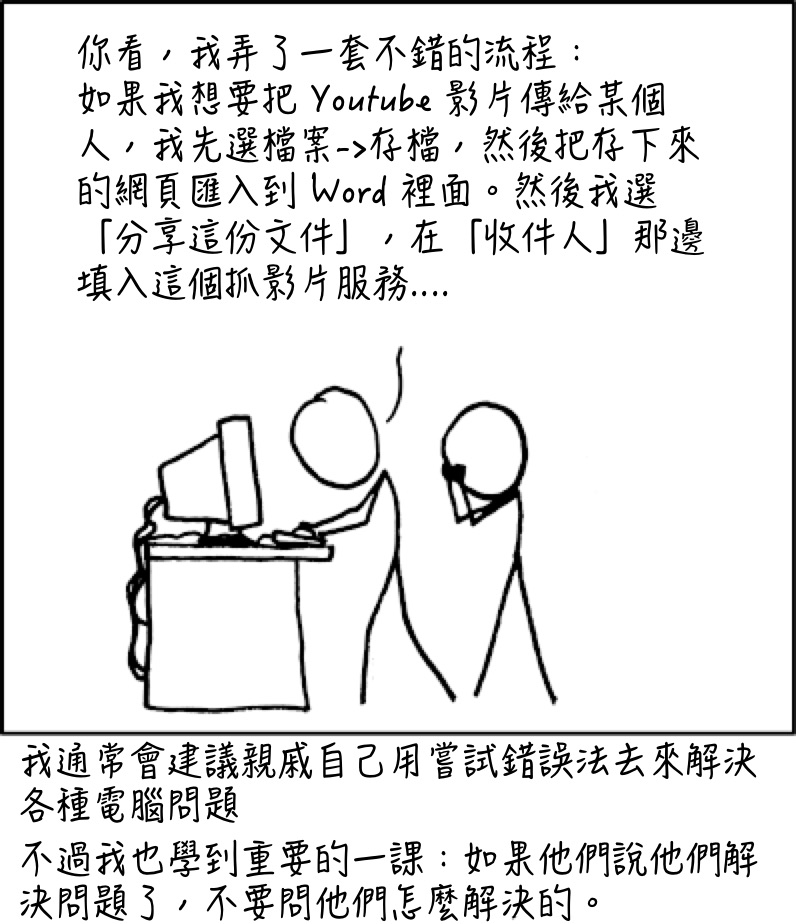 你看，我弄了一套不錯的流程：
如果我想要把 Youtube 影片傳給某個
人，我先選檔案->存檔，然後把存下來
的網頁匯入到 Word 裡面。然後我選
「分享這份文件」，在「收件人」那邊
填入這個抓影片服務....
我通常會建議親戚自己用嘗試錯誤法去來解決
各種電腦問題
不過我也學到重要的一課：如果他們說他們解
決問題了，不要問他們怎麼解決的。